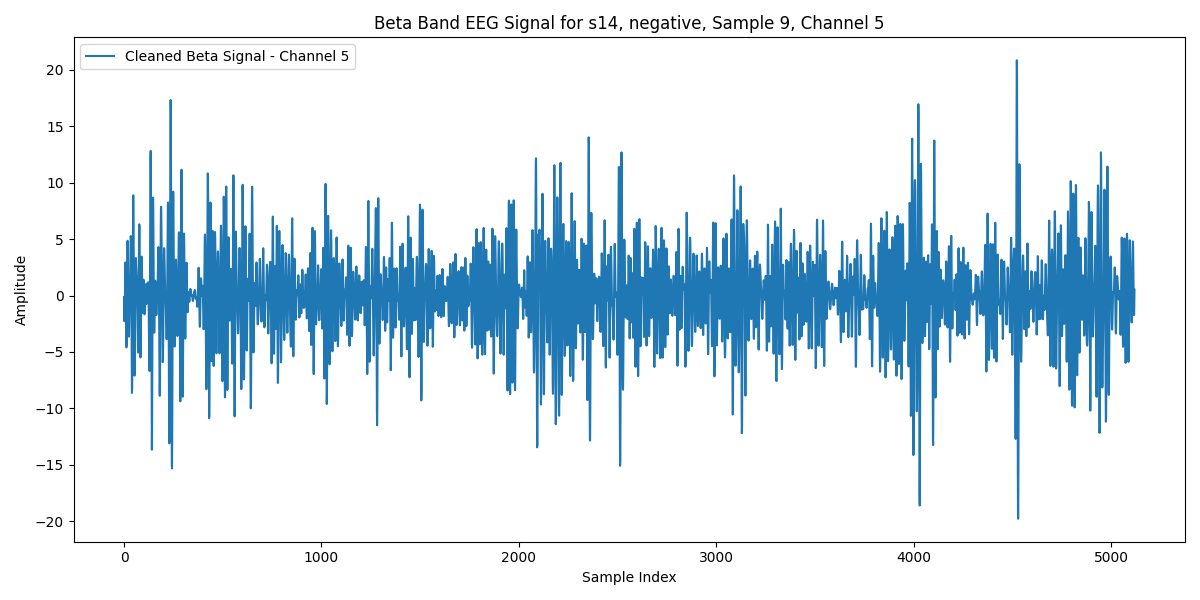 Beta Band EEG Signal for s14, negative, Sample 9, Channel 5
Cleaned Beta Signal - Channel 5
Amplitude
20
15
10
5
0
−5
−10
−15
−20
0 1000 2000 3000 4000 5000
Sample Index